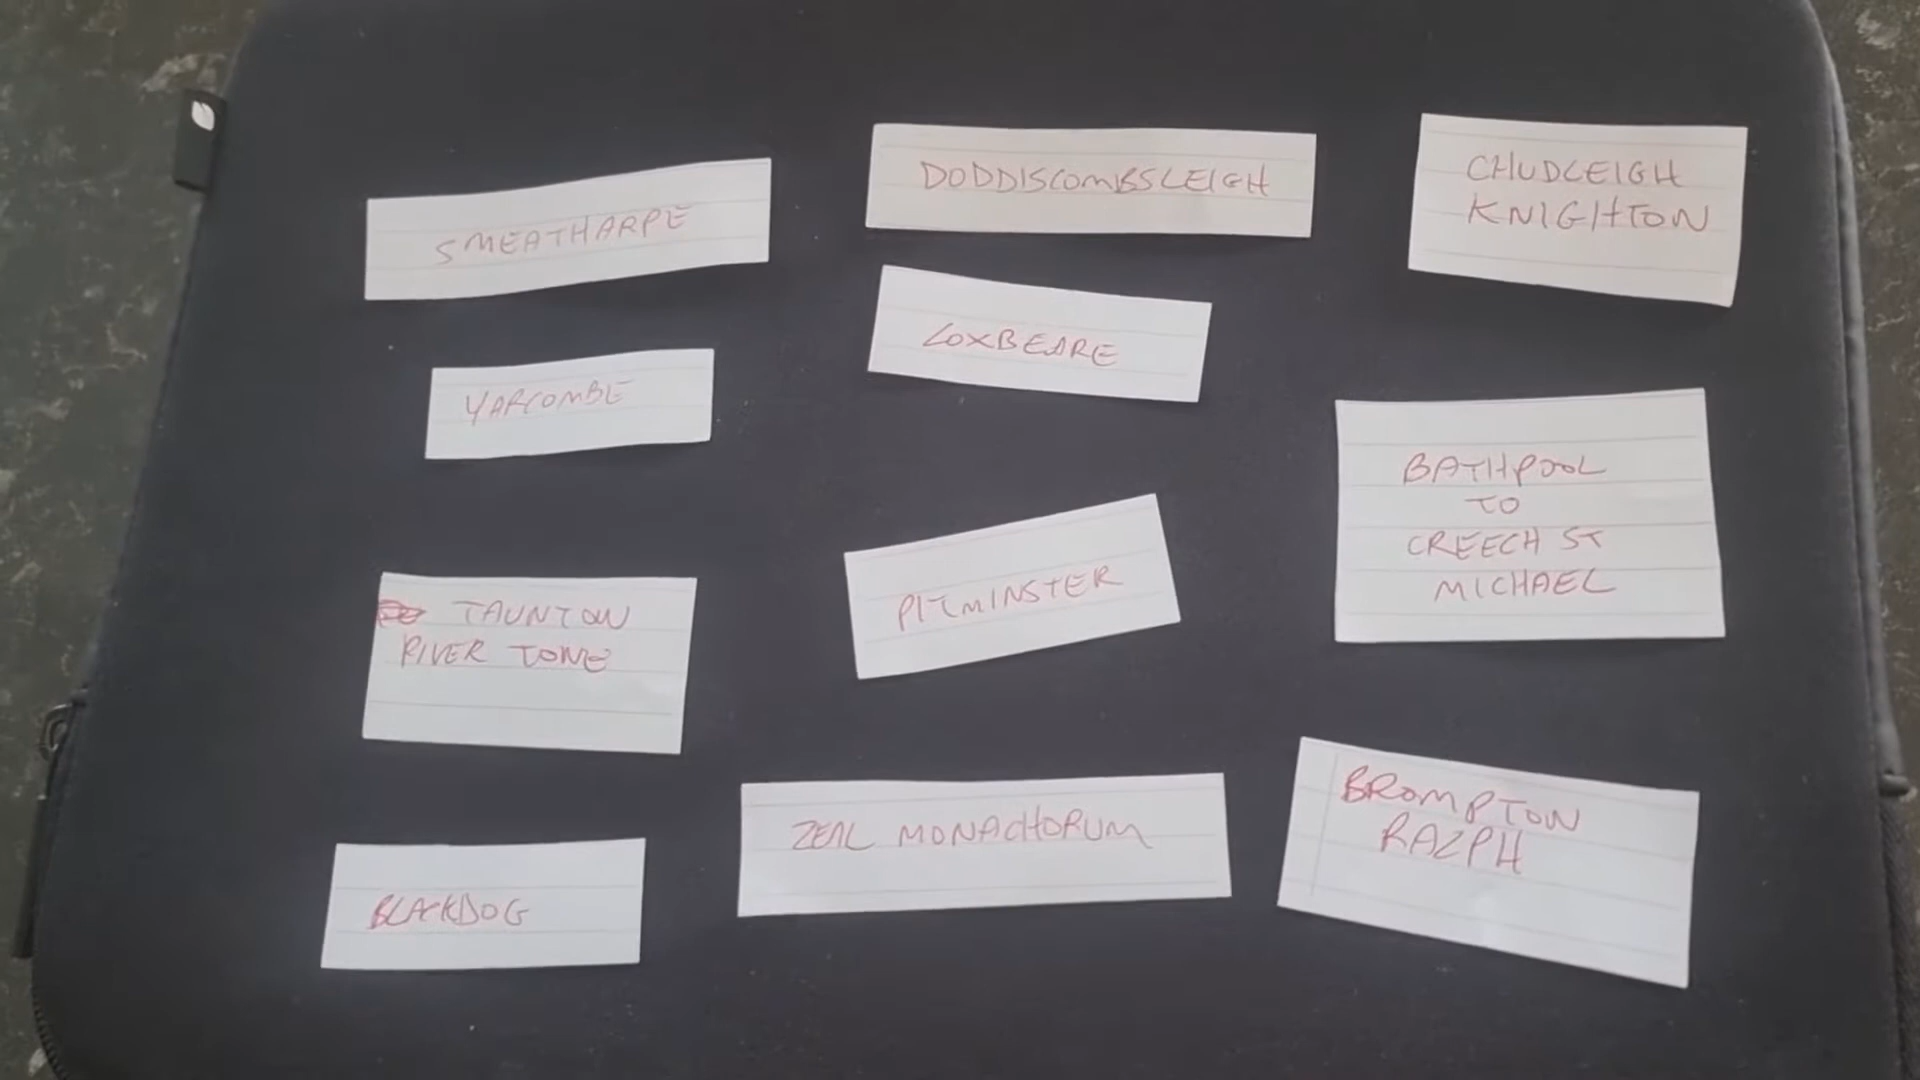 SMEATHARPE
DODDISCOMBSLEIGH
CHUDLEIGH
KNIGHTON
YARCOMBE
LOXBEARE
BATHPOOL
TO
CREECH ST
MICHAEL
TAUNTON
RIVER TONE
PITMINSTER
BLACKDOG
ZEAL MONACHORUM
BROMPTON
RALPH